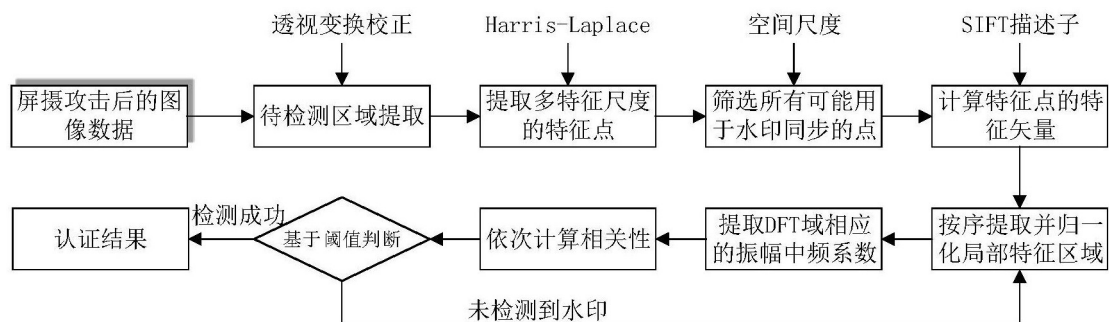 透视变换校正
Harris-Laplace
空间尺度
SIFT描述子
屏摄攻击后的图
像数据
待检测区域提取
提取多特征尺度
的特征点
筛选所有可能用
于水印同步的点
计算特征点的特
征矢量
按序提取并归一
化局部特征区域
提取DFT域相应
的振幅中频系数
依次计算相关性
基于阈值判断
检测成功
认证结果
未检测到水印